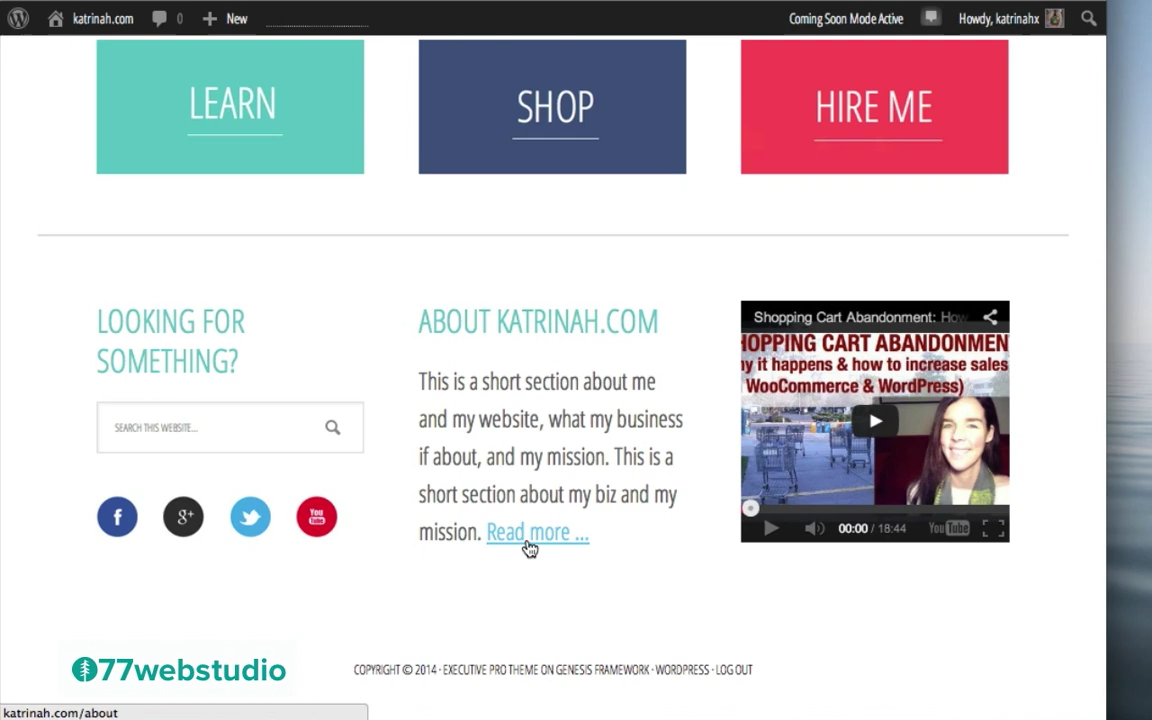 katrinah.com 0 New Coming Soon Mode Active Howdy, katrinahx
LEARN
SHOP
HIRE ME
LOOKING FOR
SOMETHING?
SEARCH THIS WEBSITE...
f g+ You Tube
ABOUT KATRINAH.COM
This is a short section about me
and my website, what my business
if about, and my mission. This is a
short section about my biz and my
mission. Read more ...
Shopping Cart Abandonment: How
HOPPING CART ABANDONMEN
y it happens & how to increase sales
WooCommerce & WordPress)
00:00 / 18:44 YouTube
77webstudio
COPYRIGHT © 2014 · EXECUTIVE PRO THEME ON GENESIS FRAMEWORK · WORDPRESS · LOG OUT
katrinah.com/about